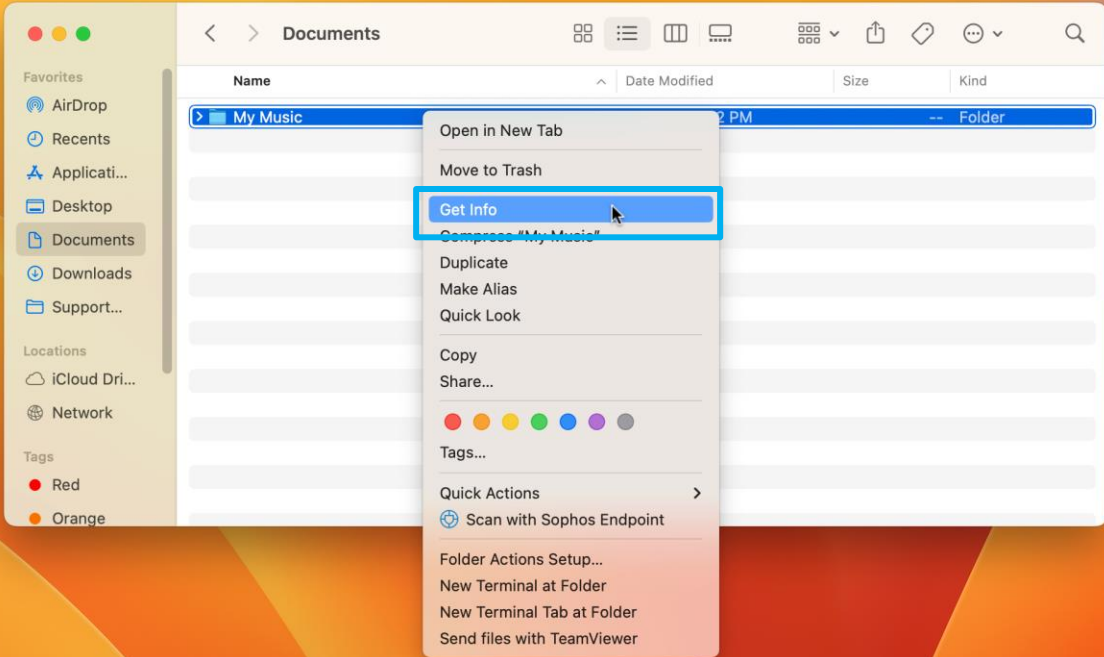 Documents
Favorites
AirDrop
Recents
Applicati...
Desktop
Documents
Downloads
Support...
Locations
iCloud Dri...
Network
Tags
Red
Orange
Name Date Modified Size Kind
My Music 2 PM -- Folder
Open in New Tab
Move to Trash
Get Info
Compress "My Music"
Duplicate
Make Alias
Quick Look
Copy
Share...
Tags...
Quick Actions
Scan with Sophos Endpoint
Folder Actions Setup...
New Terminal at Folder
New Terminal Tab at Folder
Send files with TeamViewer